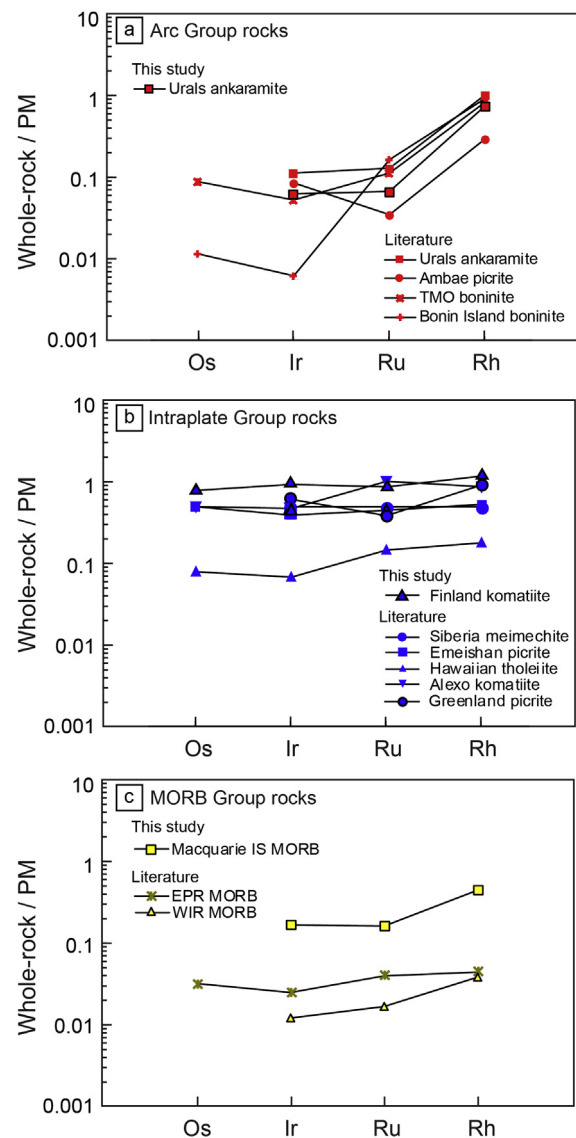 a Arc Group rocks
This study
Urals ankaramite
Literature
Urals ankaramite
Ambae picrite
TMO boninite
Bonin Island boninite
Whole-rock / PM
10
1
0.1
0.01
0.001
Os Ir Ru Rh
b Intraplate Group rocks
This study
Finland komatiite
Literature
Siberia meimechite
Emeishan picrite
Hawaiian tholeiite
Alexo komatiite
Greenland picrite
Whole-rock / PM
10
1
0.1
0.01
0.001
Os Ir Ru Rh
c MORB Group rocks
This study
Macquarie IS MORB
Literature
EPR MORB
WIR MORB
Whole-rock / PM
10
1
0.1
0.01
0.001
Os Ir Ru Rh